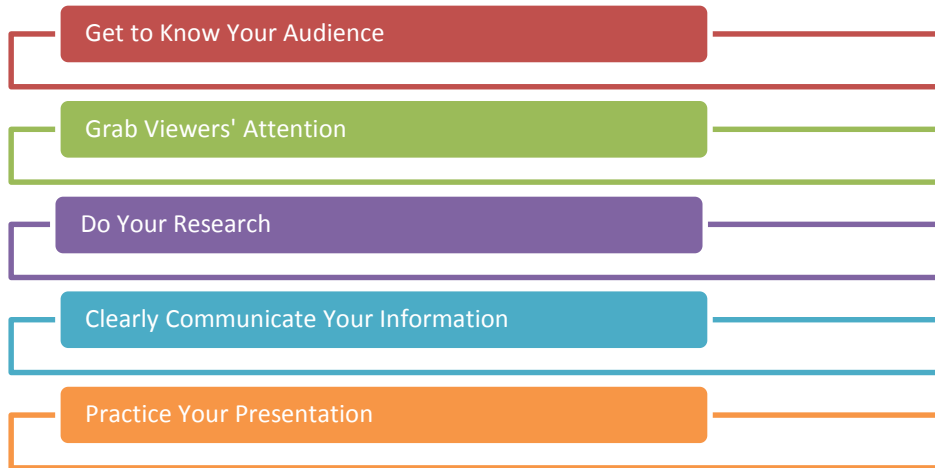 Get to Know Your Audience
Grab Viewers' Attention
Do Your Research
Clearly Communicate Your Information
Practice Your Presentation